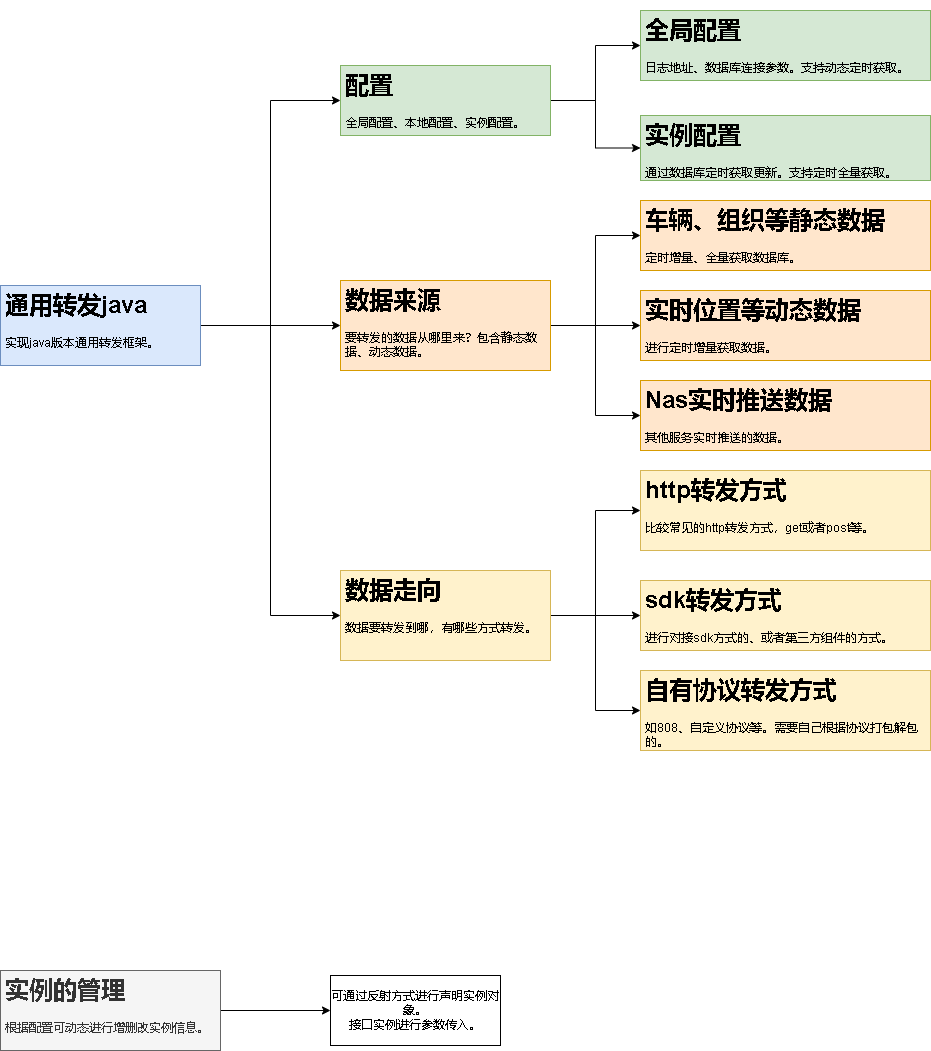 通用转发java
实现java版本通用转发框架。
配置
全局配置、本地配置、实例配置。
全局配置
日志地址、数据库连接参数。支持动态定时获取。
实例配置
通过数据库定时获取更新。支持定时全量获取。
数据来源
要转发的数据从哪里来？包含静态数
据、动态数据。
车辆、组织等静态数据
定时增量、全量获取数据库。
实时位置等动态数据
进行定时增量获取数据。
Nas实时推送数据
其他服务实时推送的数据。
数据走向
数据要转发到哪，有哪些方式转发。
http转发方式
比较常见的http转发方式，get或者post等。
sdk转发方式
进行对接sdk方式的、或者第三方组件的方式。
自有协议转发方式
如808、自定义协议等。需要自己根据协议打包解包
的。
实例的管理
根据配置可动态进行增删改实例信息。
可通过反射方式进行声明实例对
象。
接口实例进行参数传入。